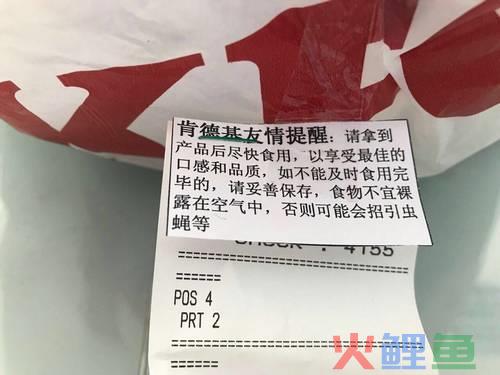 肯德基友情提醒：请拿到
产品后尽快食用，以享受最佳的
口感和品质，如不能及时食用完
毕的，请妥善保存，食物不宜裸
露在空气中，否则可能会招引虫
蝇等
CHECK : 4155
==============================
======
POS 4
PRT 2
==============================
======
火鲤鱼